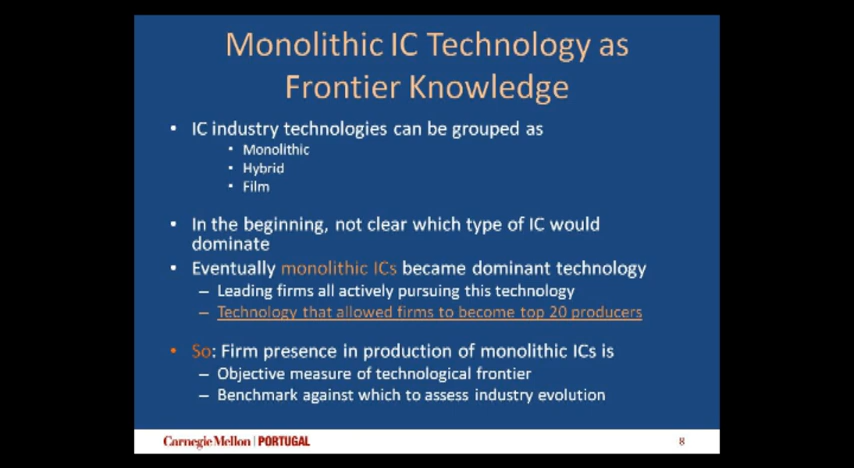 Monolithic IC Technology as
Frontier Knowledge
• IC industry technologies can be grouped as
• Monolithic
• Hybrid
• Film
• In the beginning, not clear which type of IC would
dominate
• Eventually monolithic ICs became dominant technology
– Leading firms all actively pursuing this technology
– Technology that allowed firms to become top 20 producers
• So: Firm presence in production of monolithic ICs is
– Objective measure of technological frontier
– Benchmark against which to assess industry evolution
Carnegie Mellon | PORTUGAL
8